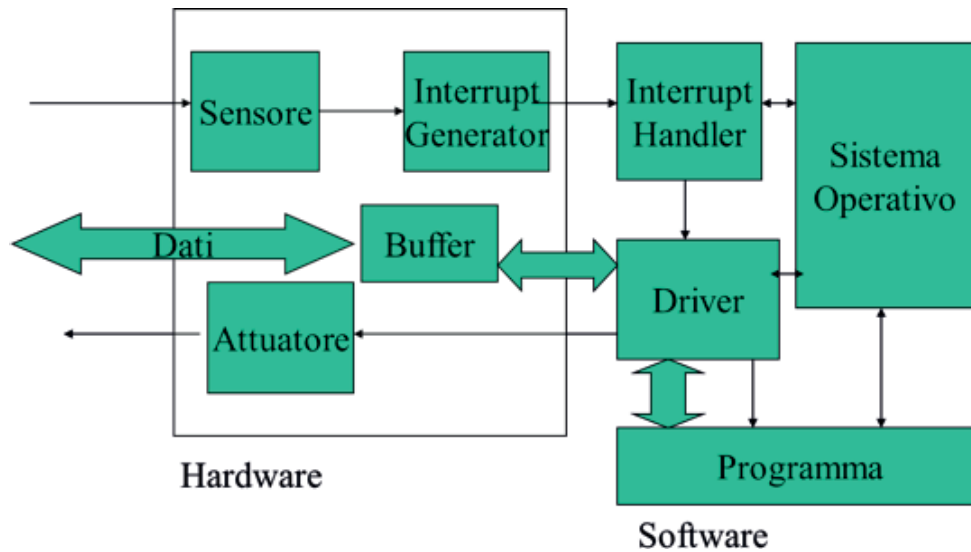 Sensore
Interrupt
Generator
Interrupt
Handler
Sistema
Operativo
Dati
Buffer
Driver
Attuatore
Programma
Hardware
Software